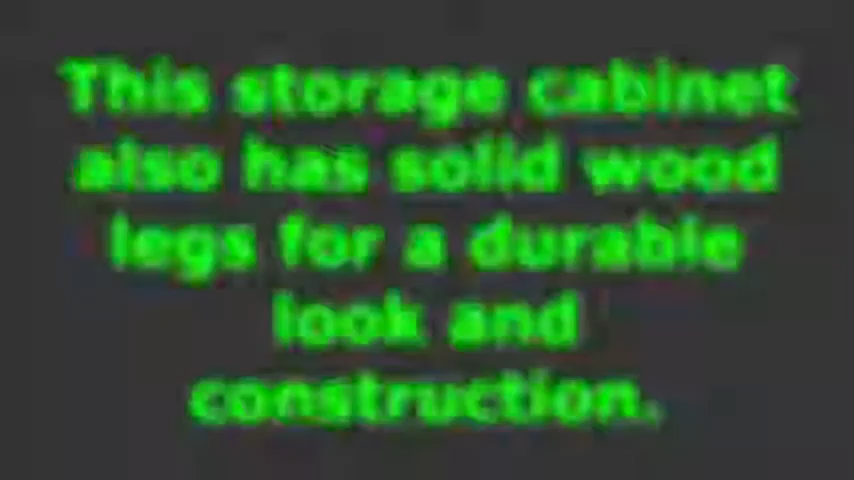 This storage cabinet
also has solid wood
legs for a durable
look and
construction.